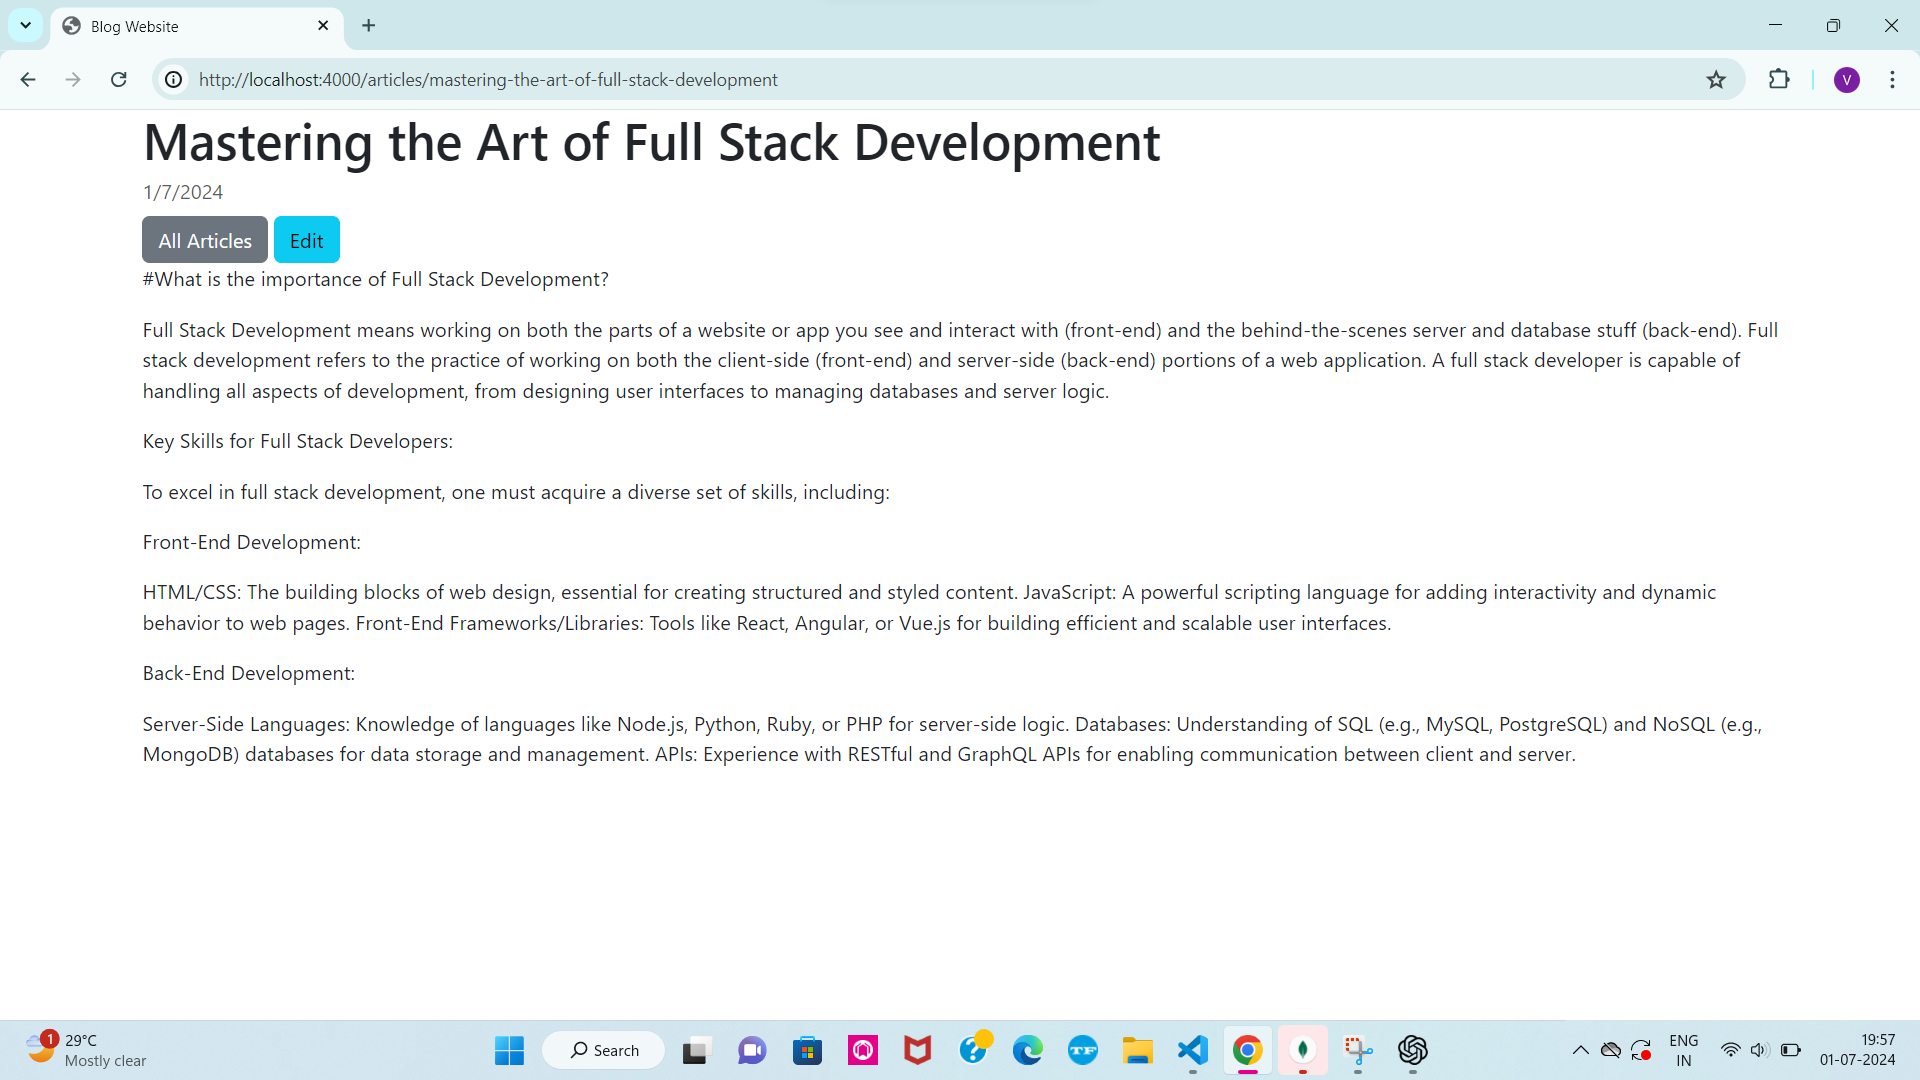 Blog Website
http://localhost:4000/articles/mastering-the-art-of-full-stack-development
V
Mastering the Art of Full Stack Development
1/7/2024
All Articles Edit
#What is the importance of Full Stack Development?
Full Stack Development means working on both the parts of a website or app you see and interact with (front-end) and the behind-the-scenes server and database stuff (back-end). Full
stack development refers to the practice of working on both the client-side (front-end) and server-side (back-end) portions of a web application. A full stack developer is capable of
handling all aspects of development, from designing user interfaces to managing databases and server logic.
Key Skills for Full Stack Developers:
To excel in full stack development, one must acquire a diverse set of skills, including:
Front-End Development:
HTML/CSS: The building blocks of web design, essential for creating structured and styled content. JavaScript: A powerful scripting language for adding interactivity and dynamic
behavior to web pages. Front-End Frameworks/Libraries: Tools like React, Angular, or Vue.js for building efficient and scalable user interfaces.
Back-End Development:
Server-Side Languages: Knowledge of languages like Node.js, Python, Ruby, or PHP for server-side logic. Databases: Understanding of SQL (e.g., MySQL, PostgreSQL) and NoSQL (e.g.,
MongoDB) databases for data storage and management. APIs: Experience with RESTful and GraphQL APIs for enabling communication between client and server.
1
29°C
Mostly clear
Search
TF
ENG
IN
19:57
01-07-2024